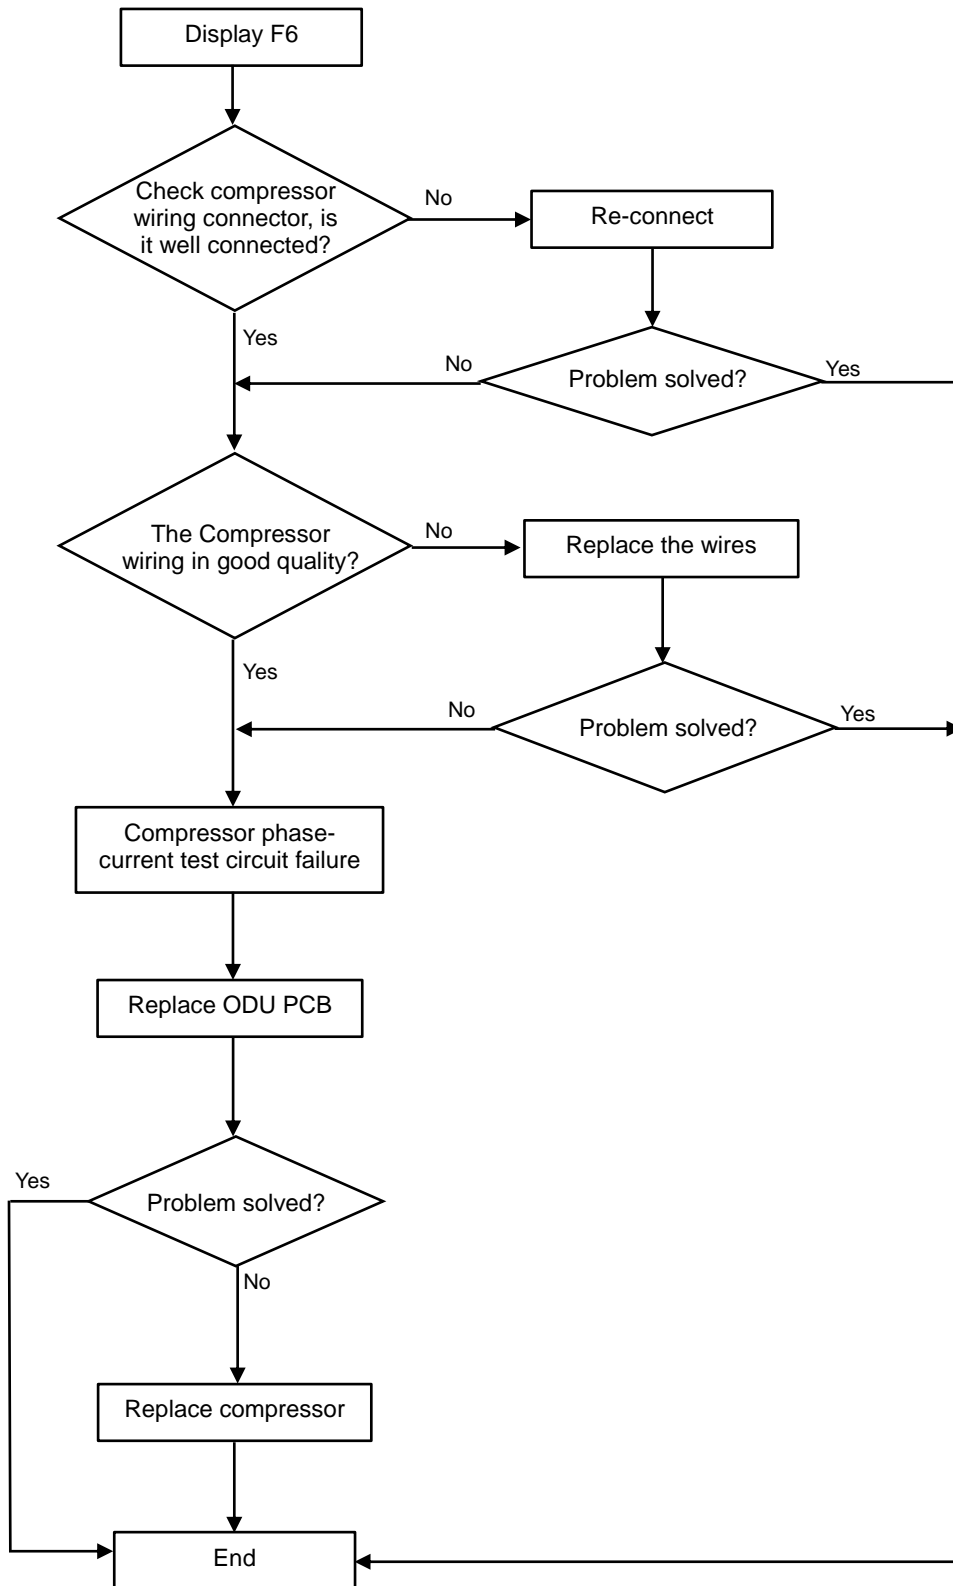 Display F6
Check compressor
wiring connector, is
it well connected?
No
Re-connect
Yes
No
Problem solved?
Yes
The Compressor
wiring in good quality?
No
Replace the wires
Yes
No
Problem solved?
Yes
Compressor phase-
current test circuit failure
Replace ODU PCB
Yes
Problem solved?
No
Replace compressor
End